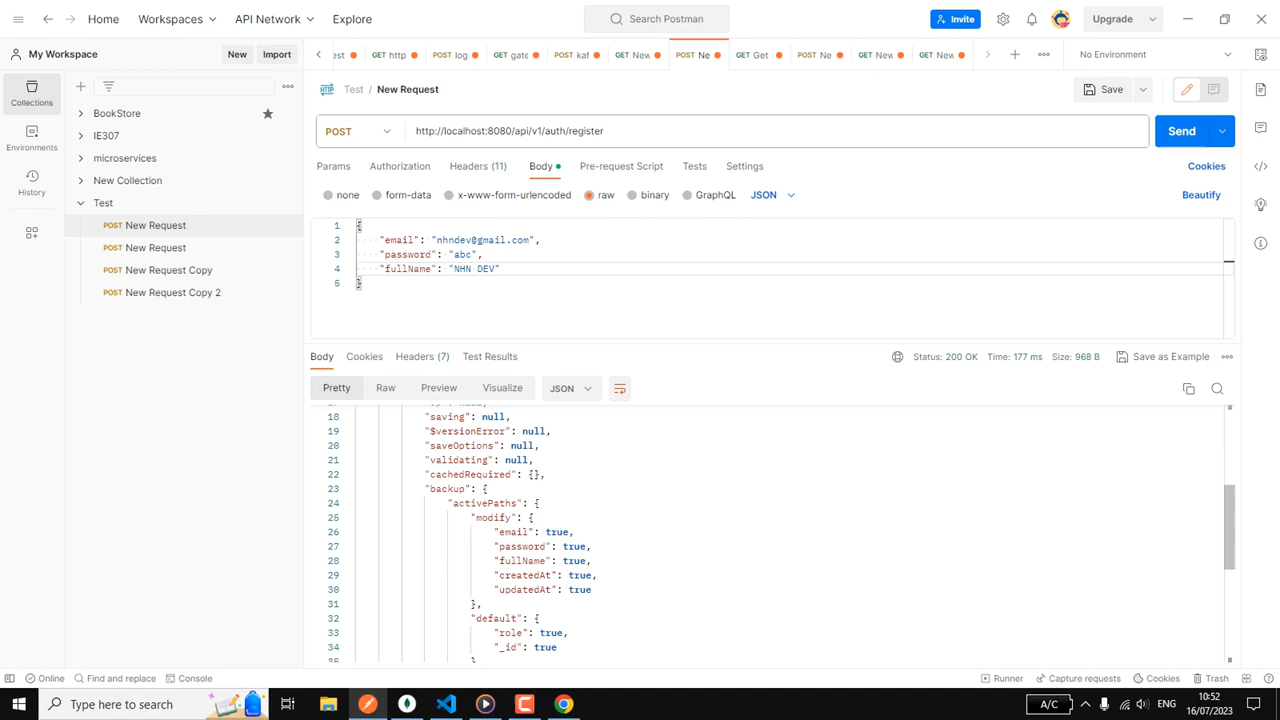 Home Workspaces API Network Explore Search Postman Invite Upgrade
My Workspace New Import
est GET http POST log GET gate POST kaf GET New POST Ne GET Get POST Ne GET New GET New No Environment
Collections
Environments
History
BookStore
IE307
microservices
New Collection
Test
POST New Request
POST New Request
POST New Request Copy
POST New Request Copy 2
HTTP Test / New Request Save
POST http://localhost:8080/api/v1/auth/register Send
Params Authorization Headers (11) Body Pre-request Script Tests Settings Cookies
none form-data x-www-form-urlencoded raw binary GraphQL JSON Beautify
1 {
2 "email": "nhndev@gmail.com",
3 "password": "abc",
4 "fullName": "NHN DEV"
5 }
Body Cookies Headers (7) Test Results Status: 200 OK Time: 177 ms Size: 968 B Save as Example
Pretty Raw Preview Visualize JSON
18 "saving": null,
19 "$versionError": null,
20 "saveOptions": null,
21 "validating": null,
22 "cachedRequired": {},
23 "backup": {
24 "activePaths": {
25 "modify": {
26 "email": true,
27 "password": true,
28 "fullName": true,
29 "createdAt": true,
30 "updatedAt": true
31 },
32 "default": {
33 "role": true,
34 "_id": true
35 }
Online Find and replace Console Runner Capture requests Cookies Trash
Type here to search A/C ENG 10:52
16/07/2023